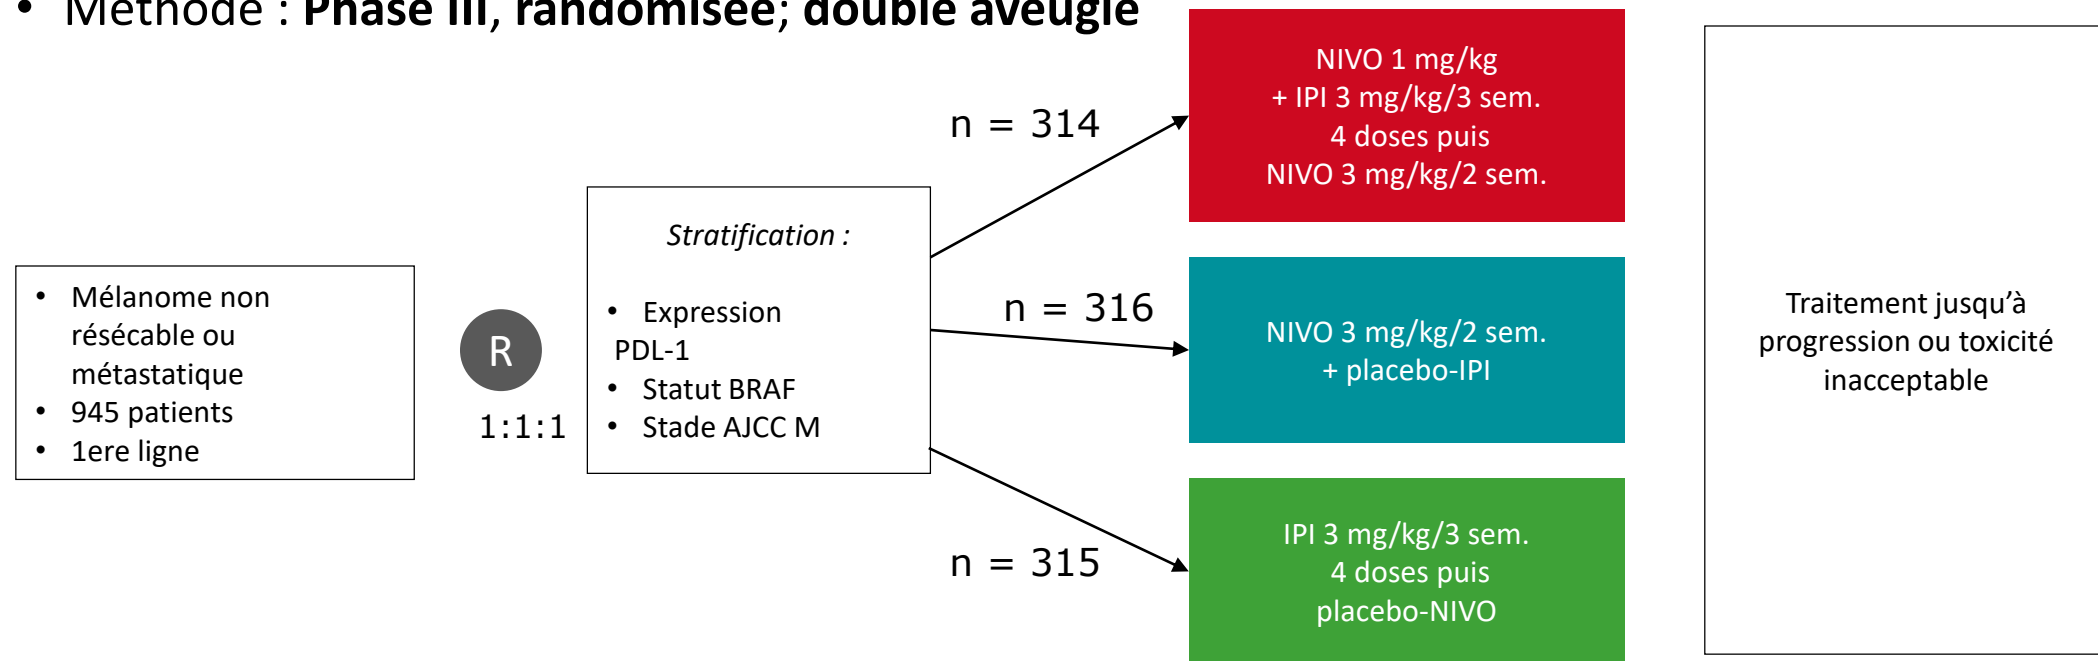 • Méthode : Phase III, randomisée; double aveugle
• Mélanome non
résécable ou
métastatique
• 945 patients
• 1ere ligne
R
1:1:1
Stratification :
• Expression
PDL-1
• Statut BRAF
• Stade AJCC M
n = 314
NIVO 1 mg/kg
+ IPI 3 mg/kg/3 sem.
4 doses puis
NIVO 3 mg/kg/2 sem.
n = 316
NIVO 3 mg/kg/2 sem.
+ placebo-IPI
n = 315
IPI 3 mg/kg/3 sem.
4 doses puis
placebo-NIVO
Traitement jusqu’à
progression ou toxicité
inacceptable